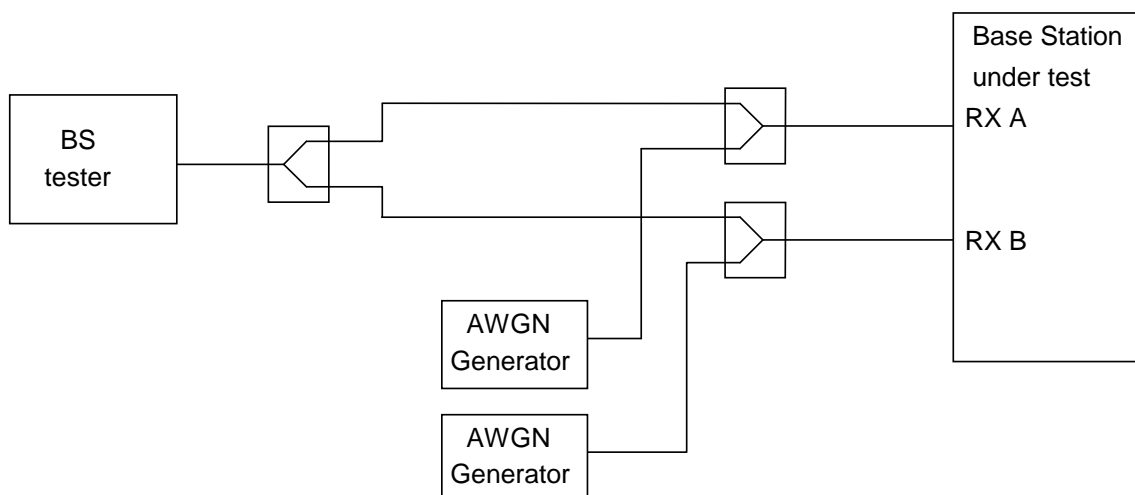 BS
tester
AWGN
Generator
AWGN
Generator
Base Station
under test
RX A
RX B